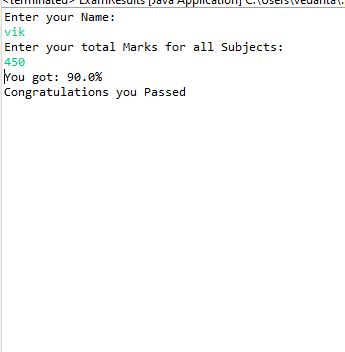 <terminated> ExamResults [Java Application] C:\Users\vedanta\.
Enter your Name:
vik
Enter your total Marks for all Subjects:
450
You got: 90.0%
Congratulations you Passed